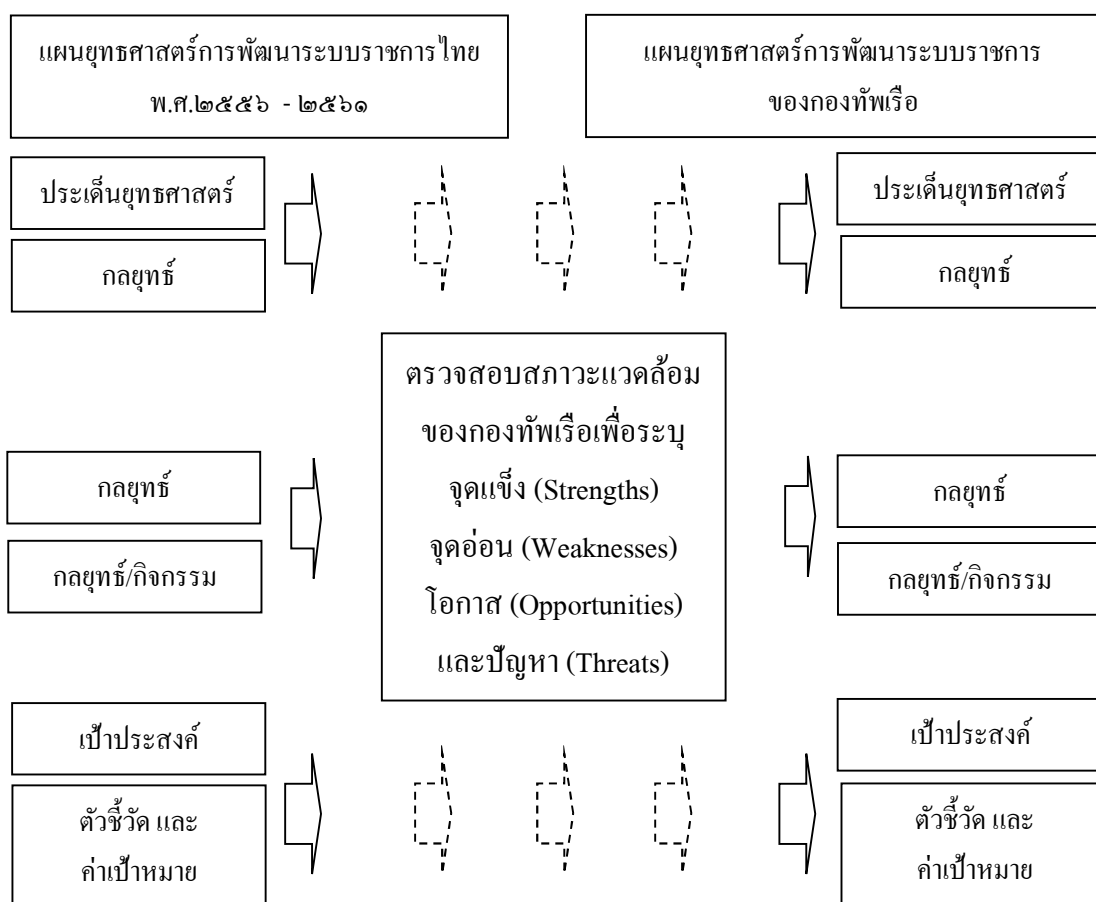 แผนยุทธศาสตร์การพัฒนาระบบราชการไทย
พ.ศ.๒๕๕๖ - ๒๕๖๑
แผนยุทธศาสตร์การพัฒนาระบบราชการ
ของกองทัพเรือ
ประเด็นยุทธศาสตร์
กลยุทธ์
ประเด็นยุทธศาสตร์
กลยุทธ์
ตรวจสอบสภาวะแวดล้อม
ของกองทัพเรือเพื่อระบุ
จุดแข็ง (Strengths)
จุดอ่อน (Weaknesses)
โอกาส (Opportunities)
และปัญหา (Threats)
กลยุทธ์
กลยุทธ์/กิจกรรม
กลยุทธ์
กลยุทธ์/กิจกรรม
เป้าประสงค์
ตัวชี้วัด และ
ค่าเป้าหมาย
เป้าประสงค์
ตัวชี้วัด และ
ค่าเป้าหมาย